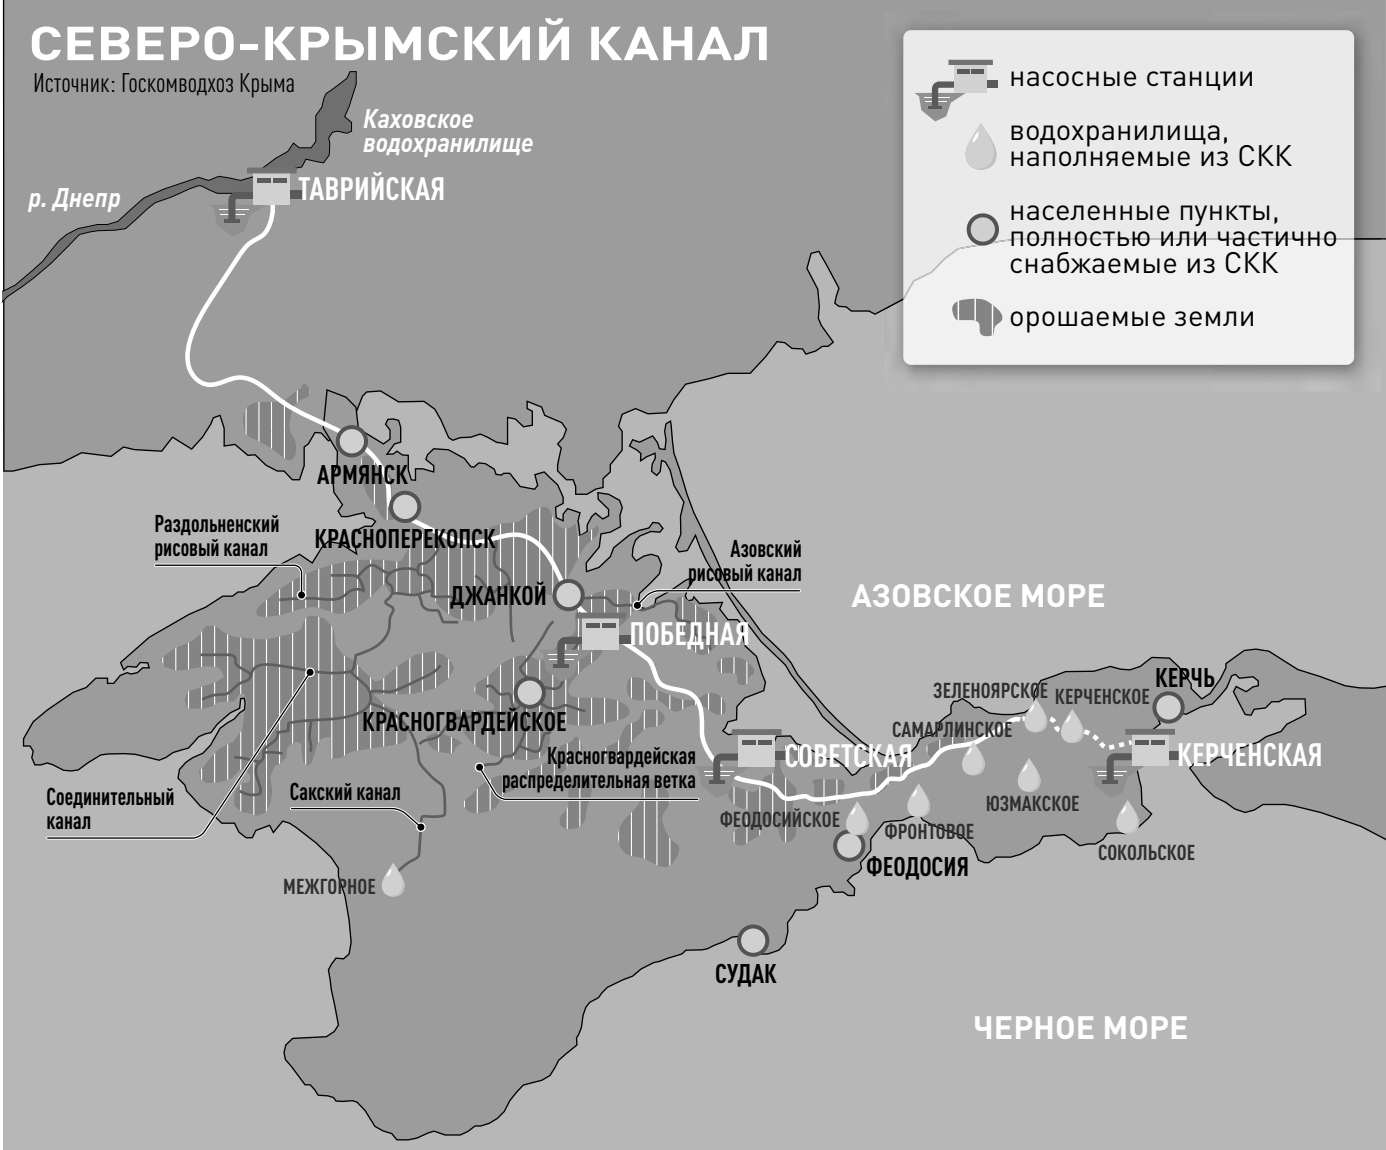 СЕВЕРО-КРЫМСКИЙ КАНАЛ
Источник: Госкомводхоз Крыма
насосные станции
водохранилища,
наполняемые из СКК
населенные пункты,
полностью или частично
снабжаемые из СКК
орошаемые земли
Каховское
водохранилище
р. Днепр
ТАВРИЙСКАЯ
АРМЯНСК
КРАСНОПЕРЕКОПСК
Раздольненский
рисовый канал
Азовский
рисовый канал
ДЖАНКОЙ
АЗОВСКОЕ МОРЕ
ПОБЕДНАЯ
КЕРЧЬ
ЗЕЛЕНОЯРСКОЕ
КЕРЧЕНСКОЕ
КРАСНОГВАРДЕЙСКОЕ
САМАРЛИНСКОЕ
СОВЕТСКАЯ
КЕРЧЕНСКАЯ
Красногвардейская
распределительная ветка
Соединительный
канал
Сакский канал
ЮЗМАКСКОЕ
ФЕОДОСИЙСКОЕ
ФРОНТОВОЕ
СОКОЛЬСКОЕ
ФЕОДОСИЯ
МЕЖГОРНОЕ
СУДАК
ЧЕРНОЕ МОРЕ